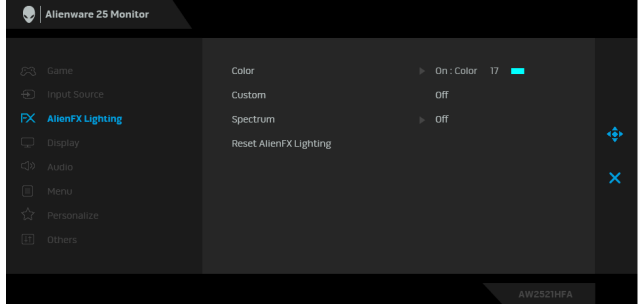 Alienware 25 Monitor
Game
Color On : Color 17
Input Source
Custom Off
FX AlienFX Lighting
Spectrum Off
Display
Reset AlienFX Lighting
Audio
Menu
Personalize
Others
AW2521HFA